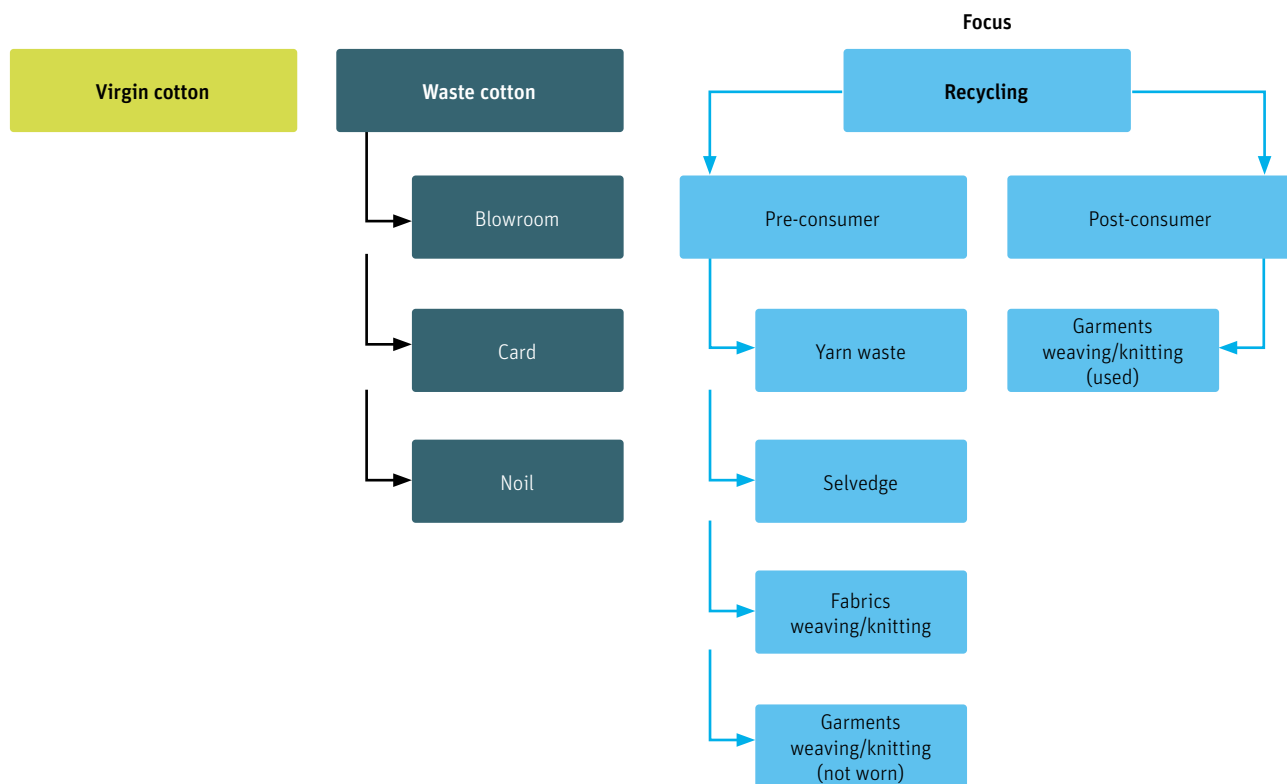 Focus
Virgin cotton
Waste cotton
Recycling
Blowroom
Pre-consumer
Post-consumer
Card
Yarn waste
Garments
weaving/knitting
(used)
Noil
Selvedge
Fabrics
weaving/knitting
Garments
weaving/knitting
(not worn)